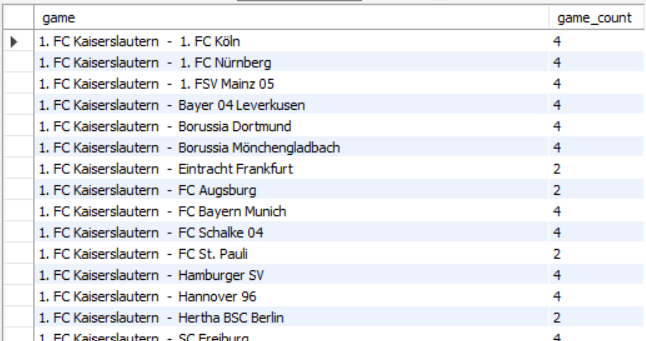 game game_count
1. FC Kaiserslautern - 1. FC Köln 4
1. FC Kaiserslautern - 1. FC Nürnberg 4
1. FC Kaiserslautern - 1. FSV Mainz 05 4
1. FC Kaiserslautern - Bayer 04 Leverkusen 4
1. FC Kaiserslautern - Borussia Dortmund 4
1. FC Kaiserslautern - Borussia Mönchengladbach 4
1. FC Kaiserslautern - Eintracht Frankfurt 2
1. FC Kaiserslautern - FC Augsburg 2
1. FC Kaiserslautern - FC Bayern Munich 4
1. FC Kaiserslautern - FC Schalke 04 4
1. FC Kaiserslautern - FC St. Pauli 2
1. FC Kaiserslautern - Hamburger SV 4
1. FC Kaiserslautern - Hannover 96 4
1. FC Kaiserslautern - Hertha BSC Berlin 2
1. FC Kaiserslautern - SC Freiburg 4